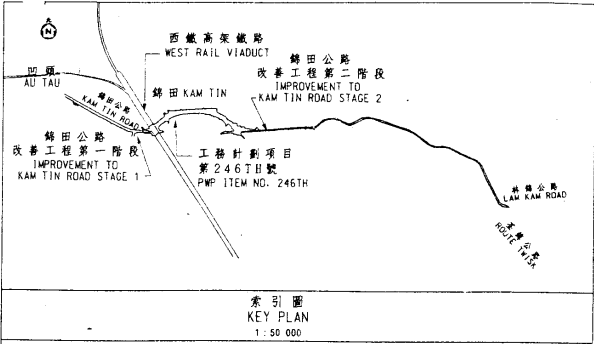 N
西鐵高架鐵路
WEST RAIL VIADUCT
錦田公路
改善工程第二階段
IMPROVEMENT TO
KAM TIN ROAD STAGE 2
凹頭
AU TAU
錦田公路
KAM TIN ROAD
錦田 KAM TIN
錦田公路
改善工程第一階段
IMPROVEMENT TO
KAM TIN ROAD STAGE 1
工務計劃項目
第246TH號
PWP ITEM NO. 246TH
林錦公路
LAM KAM ROAD
荃錦公路
ROUTE TWISK
索引圖
KEY PLAN
1:50 000